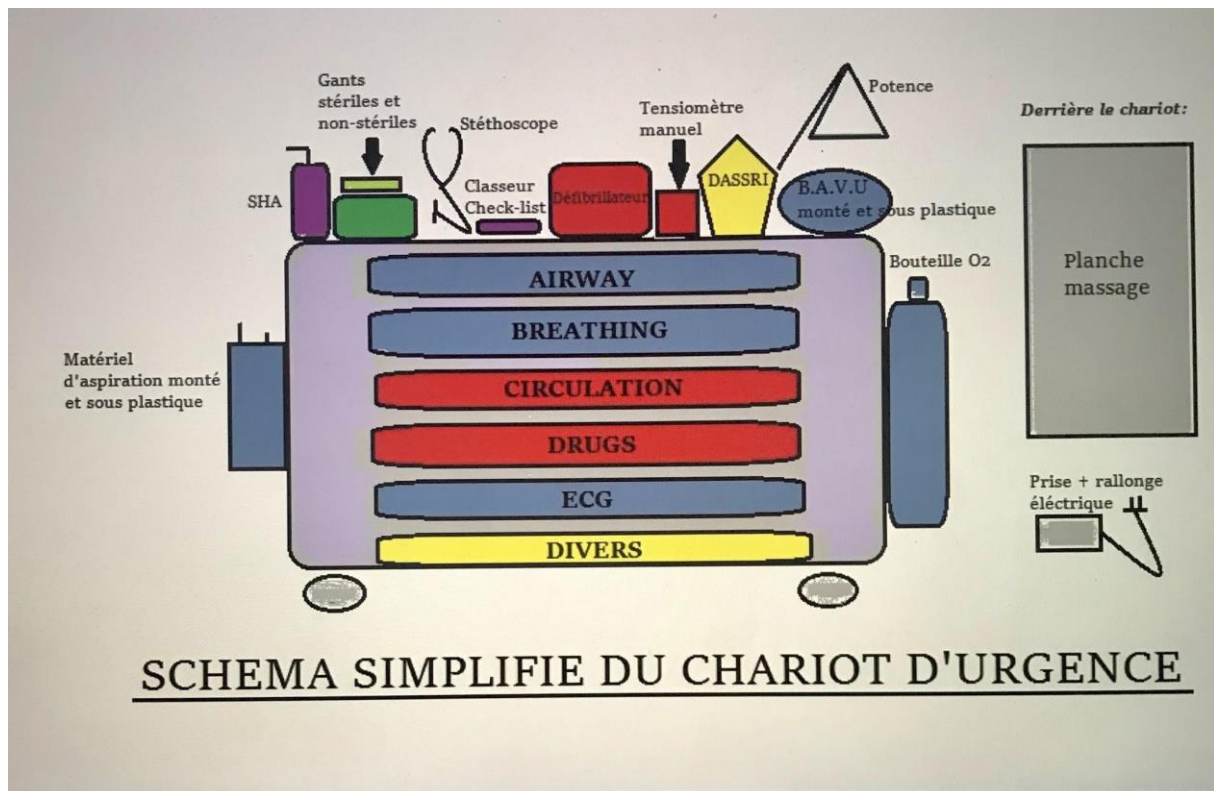 Gants
stériles et
non-stériles
Stéthoscope
Tensiomètre
manuel
Potence
Derrière le chariot:
SHA
Classeur
Check-list
Défibrillateur
DASSRI
B.A.V.U
monté et sous plastique
Planche
massage
Bouteille O2
AIRWAY
BREATHING
CIRCULATION
DRUGS
ECG
DIVERS
Matériel
d'aspiration monté
et sous plastique
Prise + rallonge
éléctrique
SCHEMA SIMPLIFIE DU CHARIOT D'URGENCE